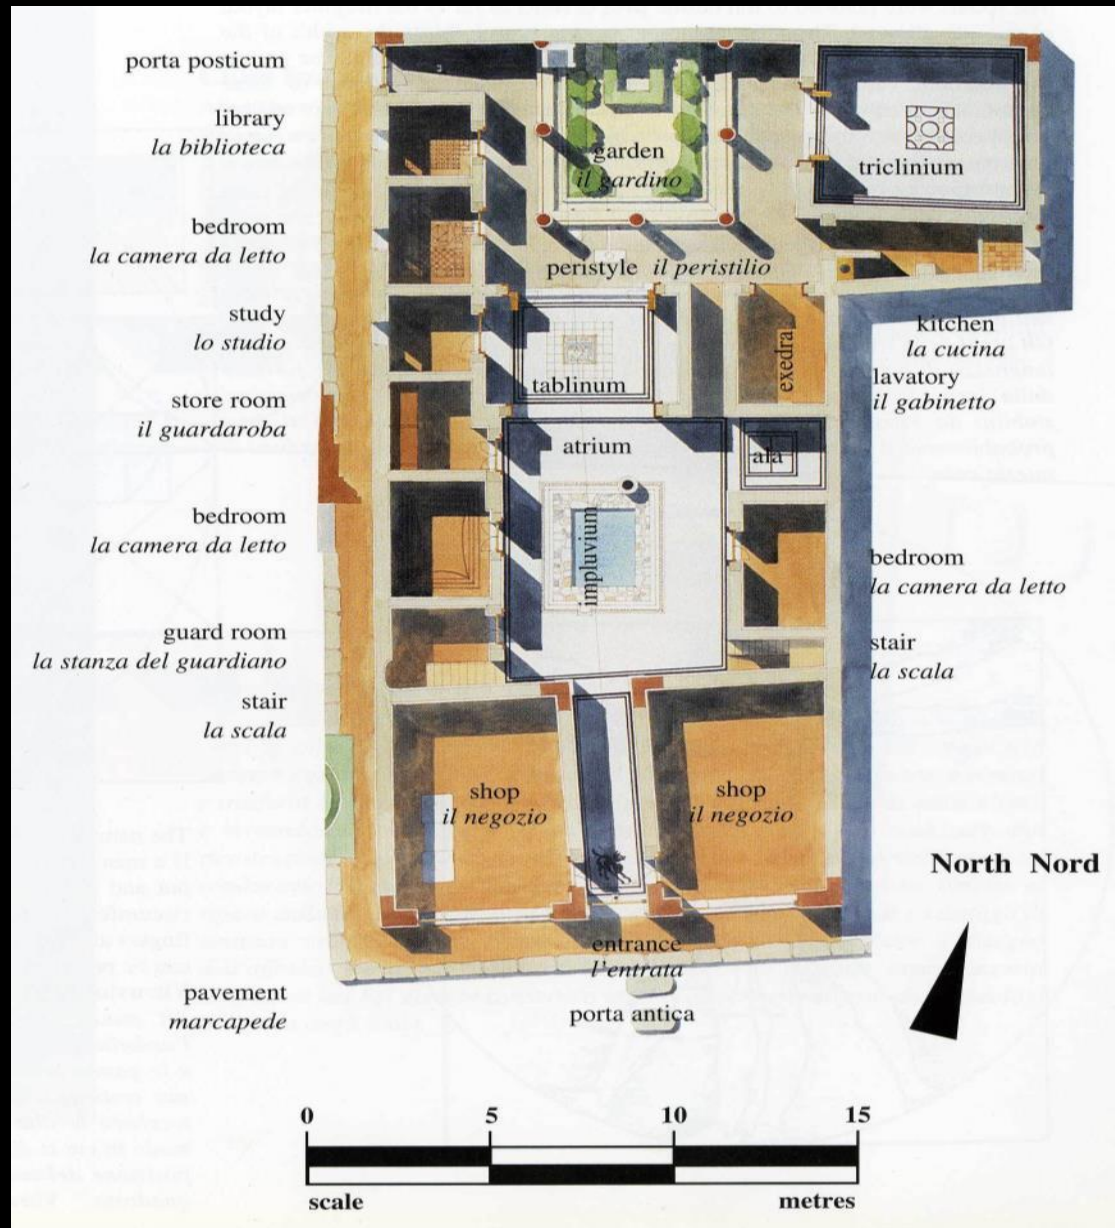 porta posticum
library
la biblioteca
bedroom
la camera da letto
study
lo studio
store room
il guardaroba
bedroom
la camera da letto
guard room
la stanza del guardiano
stair
la scala
pavement
marcapede
garden
il gardino
triclinium
peristyle il peristilio
tablinum
exedra
kitchen
la cucina
lavatory
il gabinetto
atrium
ala
impluvium
bedroom
la camera da letto
stair
la scala
shop
il negozio
shop
il negozio
entrance
l'entrata
porta antica
North Nord
0 5 10 15
scale metres